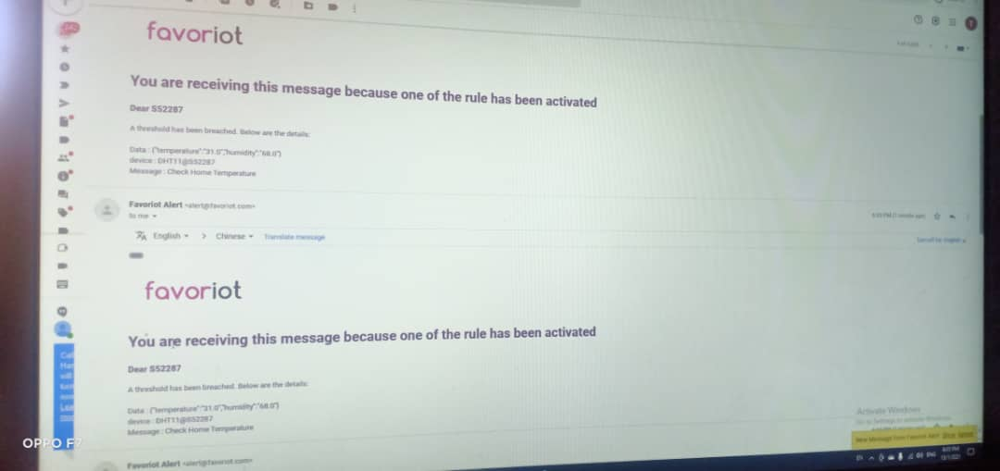 favoriot
You are receiving this message because one of the rule has been activated
Dear S52287
A threshold has been breached. Below are the details:
Data : {"temperature":"31.0","humidity":"68.0"}
device : DHT11@S52287
Message : Check Home Temperature
Favoriot Alert <alert@favoriot.com>
to me
English > Chinese Translate message
favoriot
You are receiving this message because one of the rule has been activated
Dear S52287
A threshold has been breached. Below are the details:
Data : {"temperature":"31.0","humidity":"68.0"}
device : DHT11@S52287
Message : Check Home Temperature
Activate Windows
Favoriot Alert <alert@favoriot.com>
OPPO F7